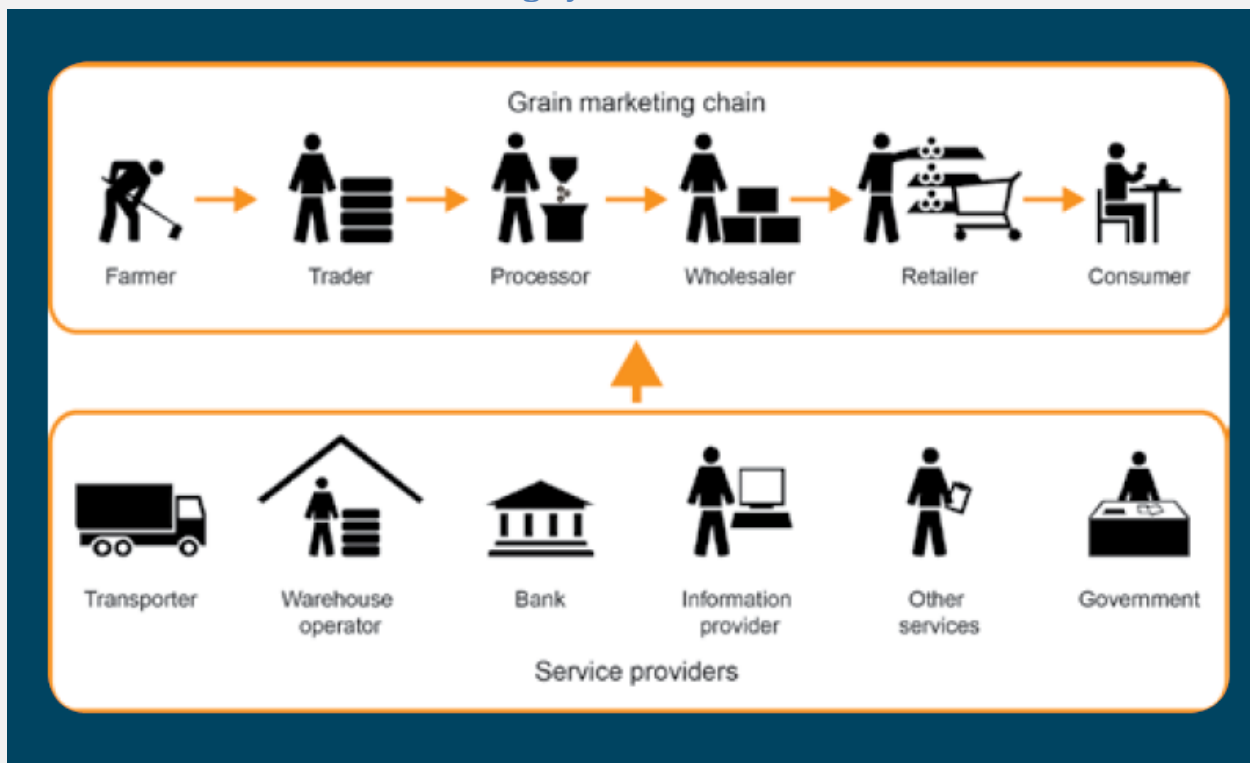 Grain marketing chain
Farmer
Trader
Processor
Wholesaler
Retailer
Consumer
Transporter
Warehouse
operator
Bank
Information
provider
Other
services
Government
Service providers